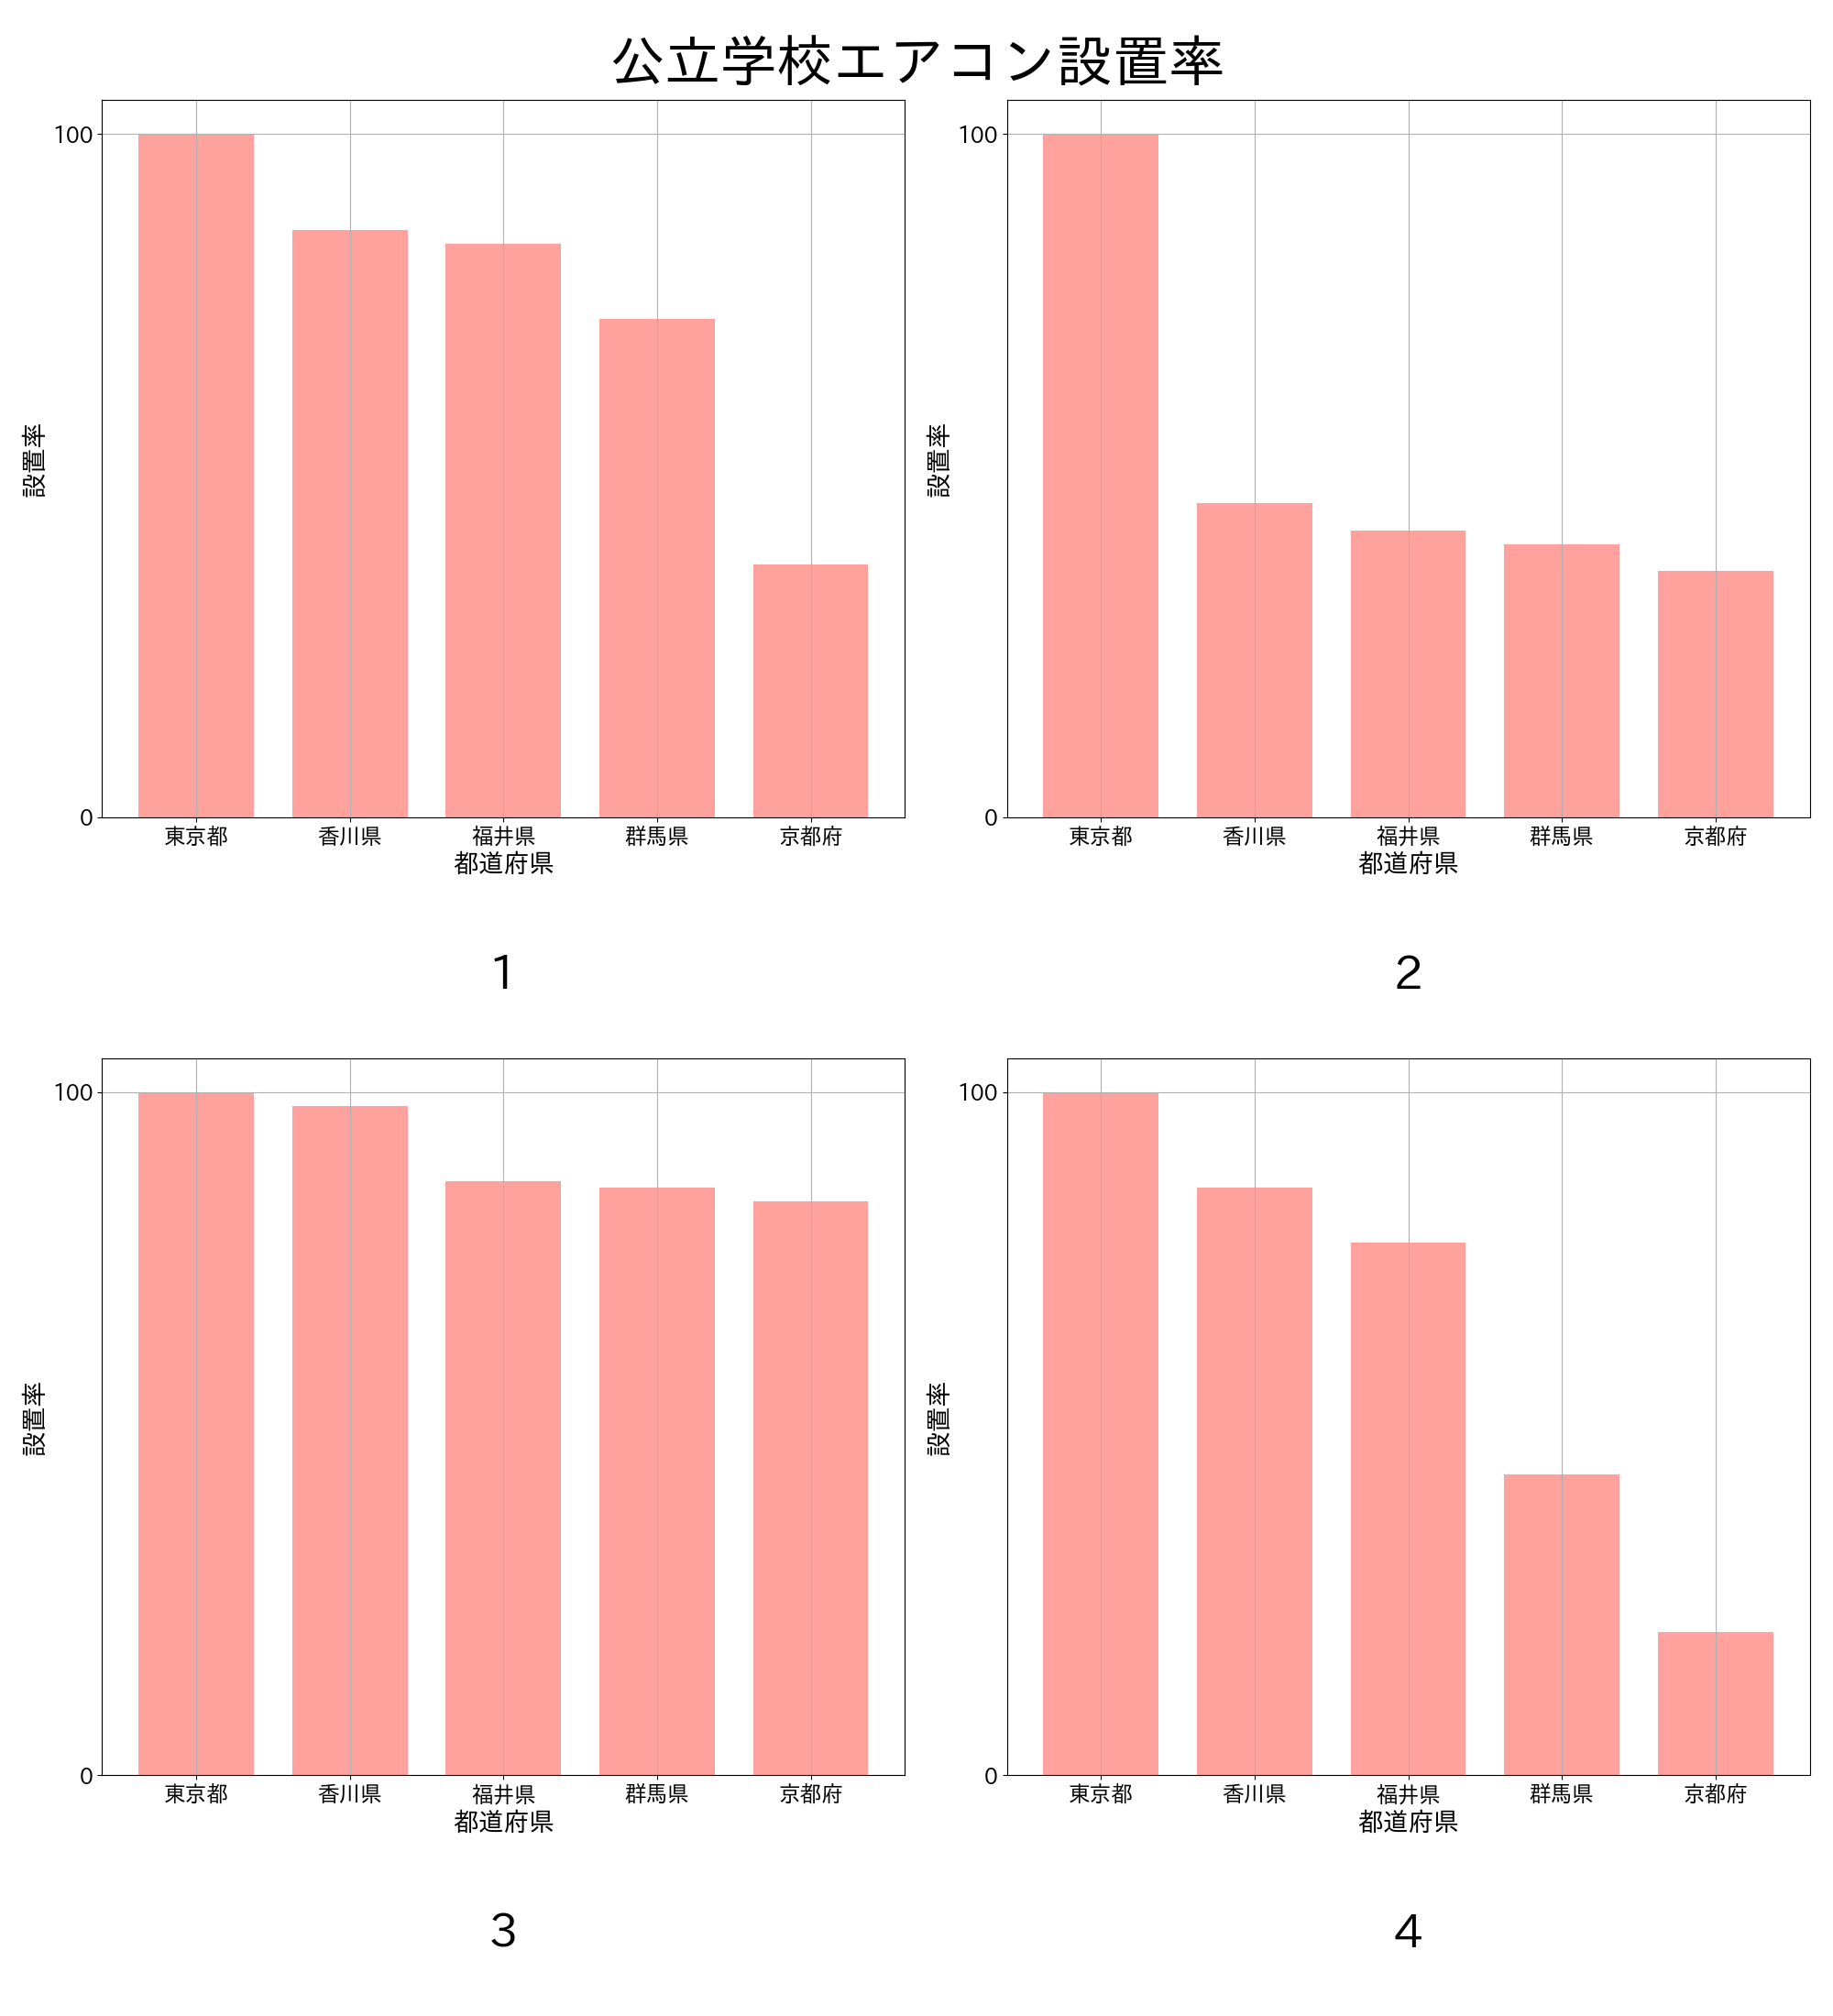 公立学校エアコン設置率
100
0
設置率
東京都 香川県 福井県 群馬県 京都府
都道府県
1
100
0
設置率
東京都 香川県 福井県 群馬県 京都府
都道府県
2
100
0
設置率
東京都 香川県 福井県 群馬県 京都府
都道府県
3
100
0
設置率
東京都 香川県 福井県 群馬県 京都府
都道府県
4